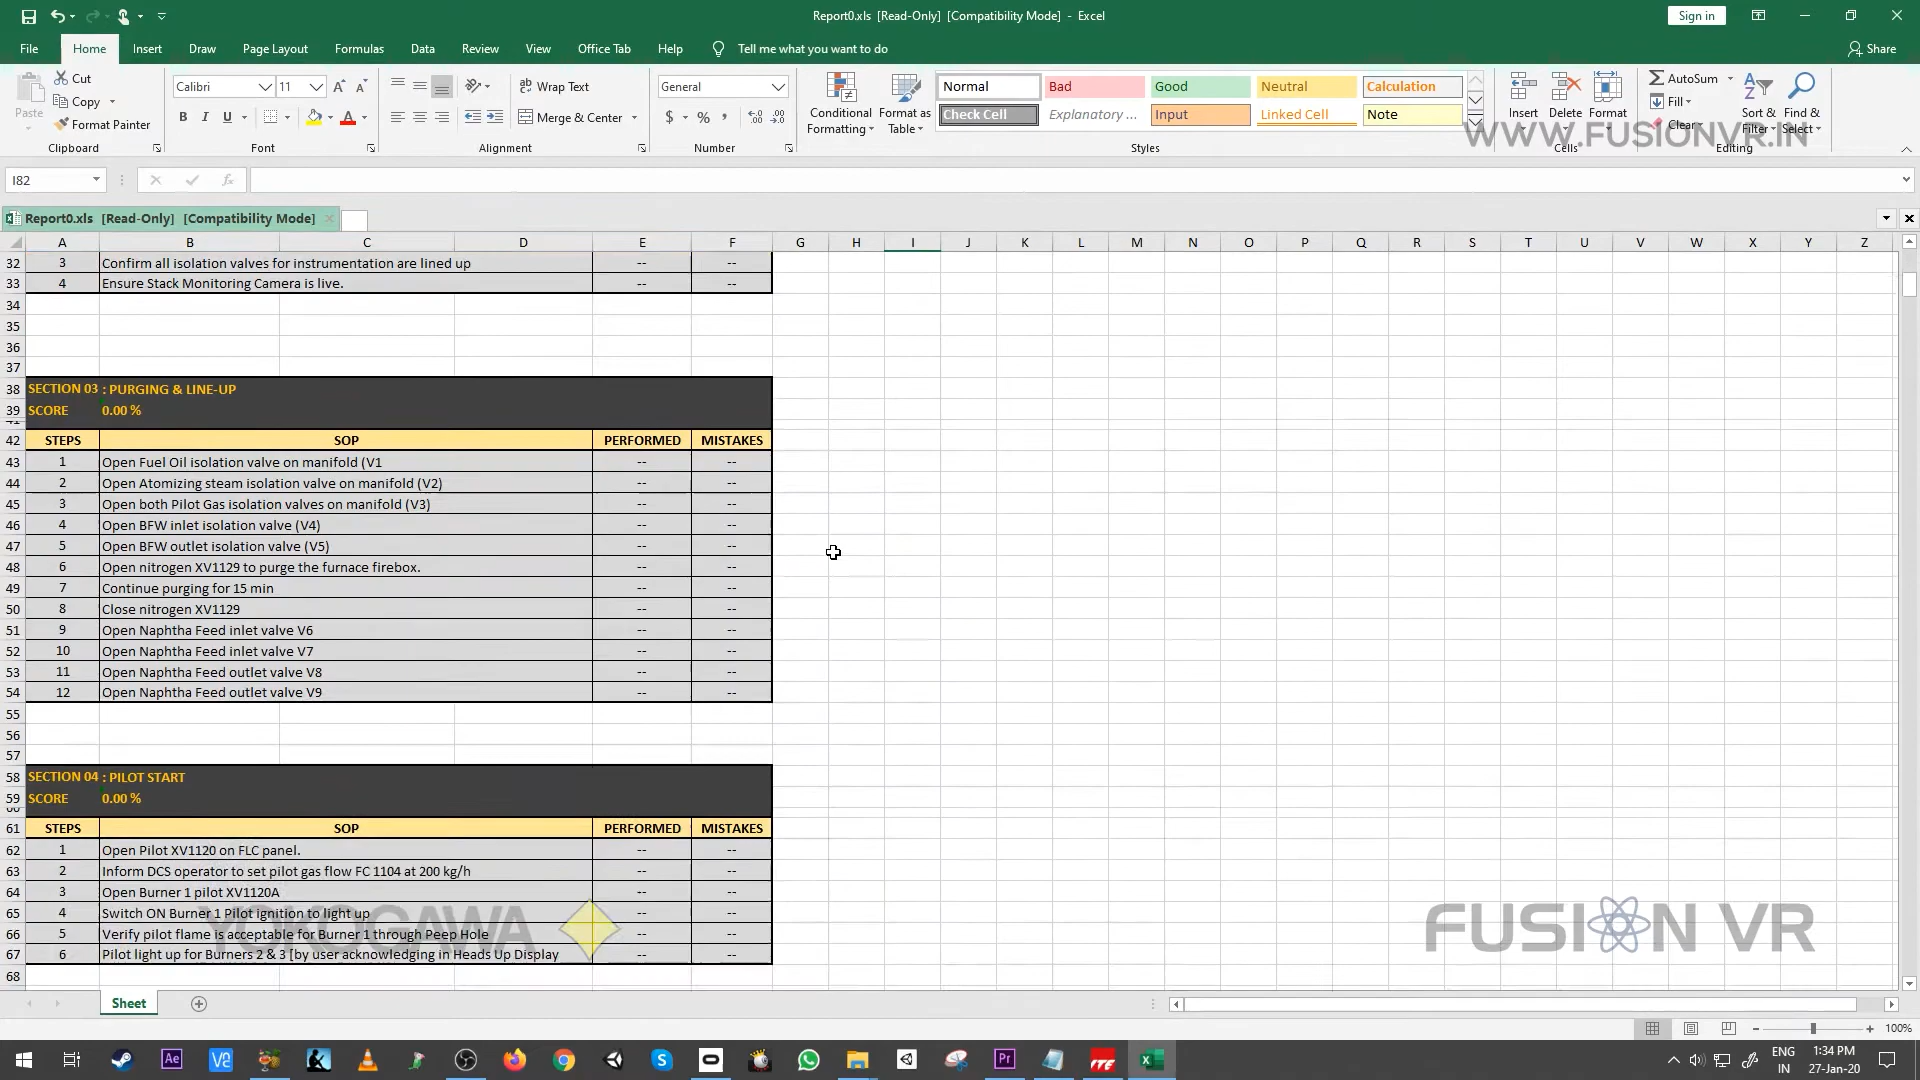 Report0.xls [Read-Only] [Compatibility Mode] - Excel
Sign in
File Home Insert Draw Page Layout Formulas Data Review View Office Tab Help Tell me what you want to do Share
Paste
Cut
Copy
Format Painter
Clipboard
Calibri 11
B I U
Font
Wrap Text
Merge & Center
Alignment
General
$ % ,
Number
Conditional Formatting
Format as Table
Normal Bad Good Neutral Calculation
Check Cell Explanatory ... Input Linked Cell Note
Styles
Insert Delete Format
Cells
AutoSum
Fill
Clear
Sort & Filter
Find & Select
Editing
WWW.FUSIONVR.IN
I82 fx
Report0.xls [Read-Only] [Compatibility Mode]
A B C D E F G H I J K L M N O P Q R S T U V W X Y Z
32 3 Confirm all isolation valves for instrumentation are lined up -- --
33 4 Ensure Stack Monitoring Camera is live. -- --
34
35
36
37
38 SECTION 03 : PURGING & LINE-UP
39 SCORE 0.00 %
42 STEPS SOP PERFORMED MISTAKES
43 1 Open Fuel Oil isolation valve on manifold (V1 -- --
44 2 Open Atomizing steam isolation valve on manifold (V2) -- --
45 3 Open both Pilot Gas isolation valves on manifold (V3) -- --
46 4 Open BFW inlet isolation valve (V4) -- --
47 5 Open BFW outlet isolation valve (V5) -- --
48 6 Open nitrogen XV1129 to purge the furnace firebox. -- --
49 7 Continue purging for 15 min -- --
50 8 Close nitrogen XV1129 -- --
51 9 Open Naphtha Feed inlet valve V6 -- --
52 10 Open Naphtha Feed inlet valve V7 -- --
53 11 Open Naphtha Feed outlet valve V8 -- --
54 12 Open Naphtha Feed outlet valve V9 -- --
55
56
57
58 SECTION 04 : PILOT START
59 SCORE 0.00 %
61 STEPS SOP PERFORMED MISTAKES
62 1 Open Pilot XV1120 on FLC panel. -- --
63 2 Inform DCS operator to set pilot gas flow FC 1104 at 200 kg/h -- --
64 3 Open Burner 1 pilot XV1120A -- --
65 4 Switch ON Burner 1 Pilot ignition to light up -- --
66 5 Verify pilot flame is acceptable for Burner 1 through Peep Hole -- --
67 6 Pilot light up for Burners 2 & 3 [by user acknowledging in Heads Up Display -- --
68
YOKOGAWA
FUSION VR
Sheet
100%
Ae
Pr
ENG
IN
1:34 PM
27-Jan-20